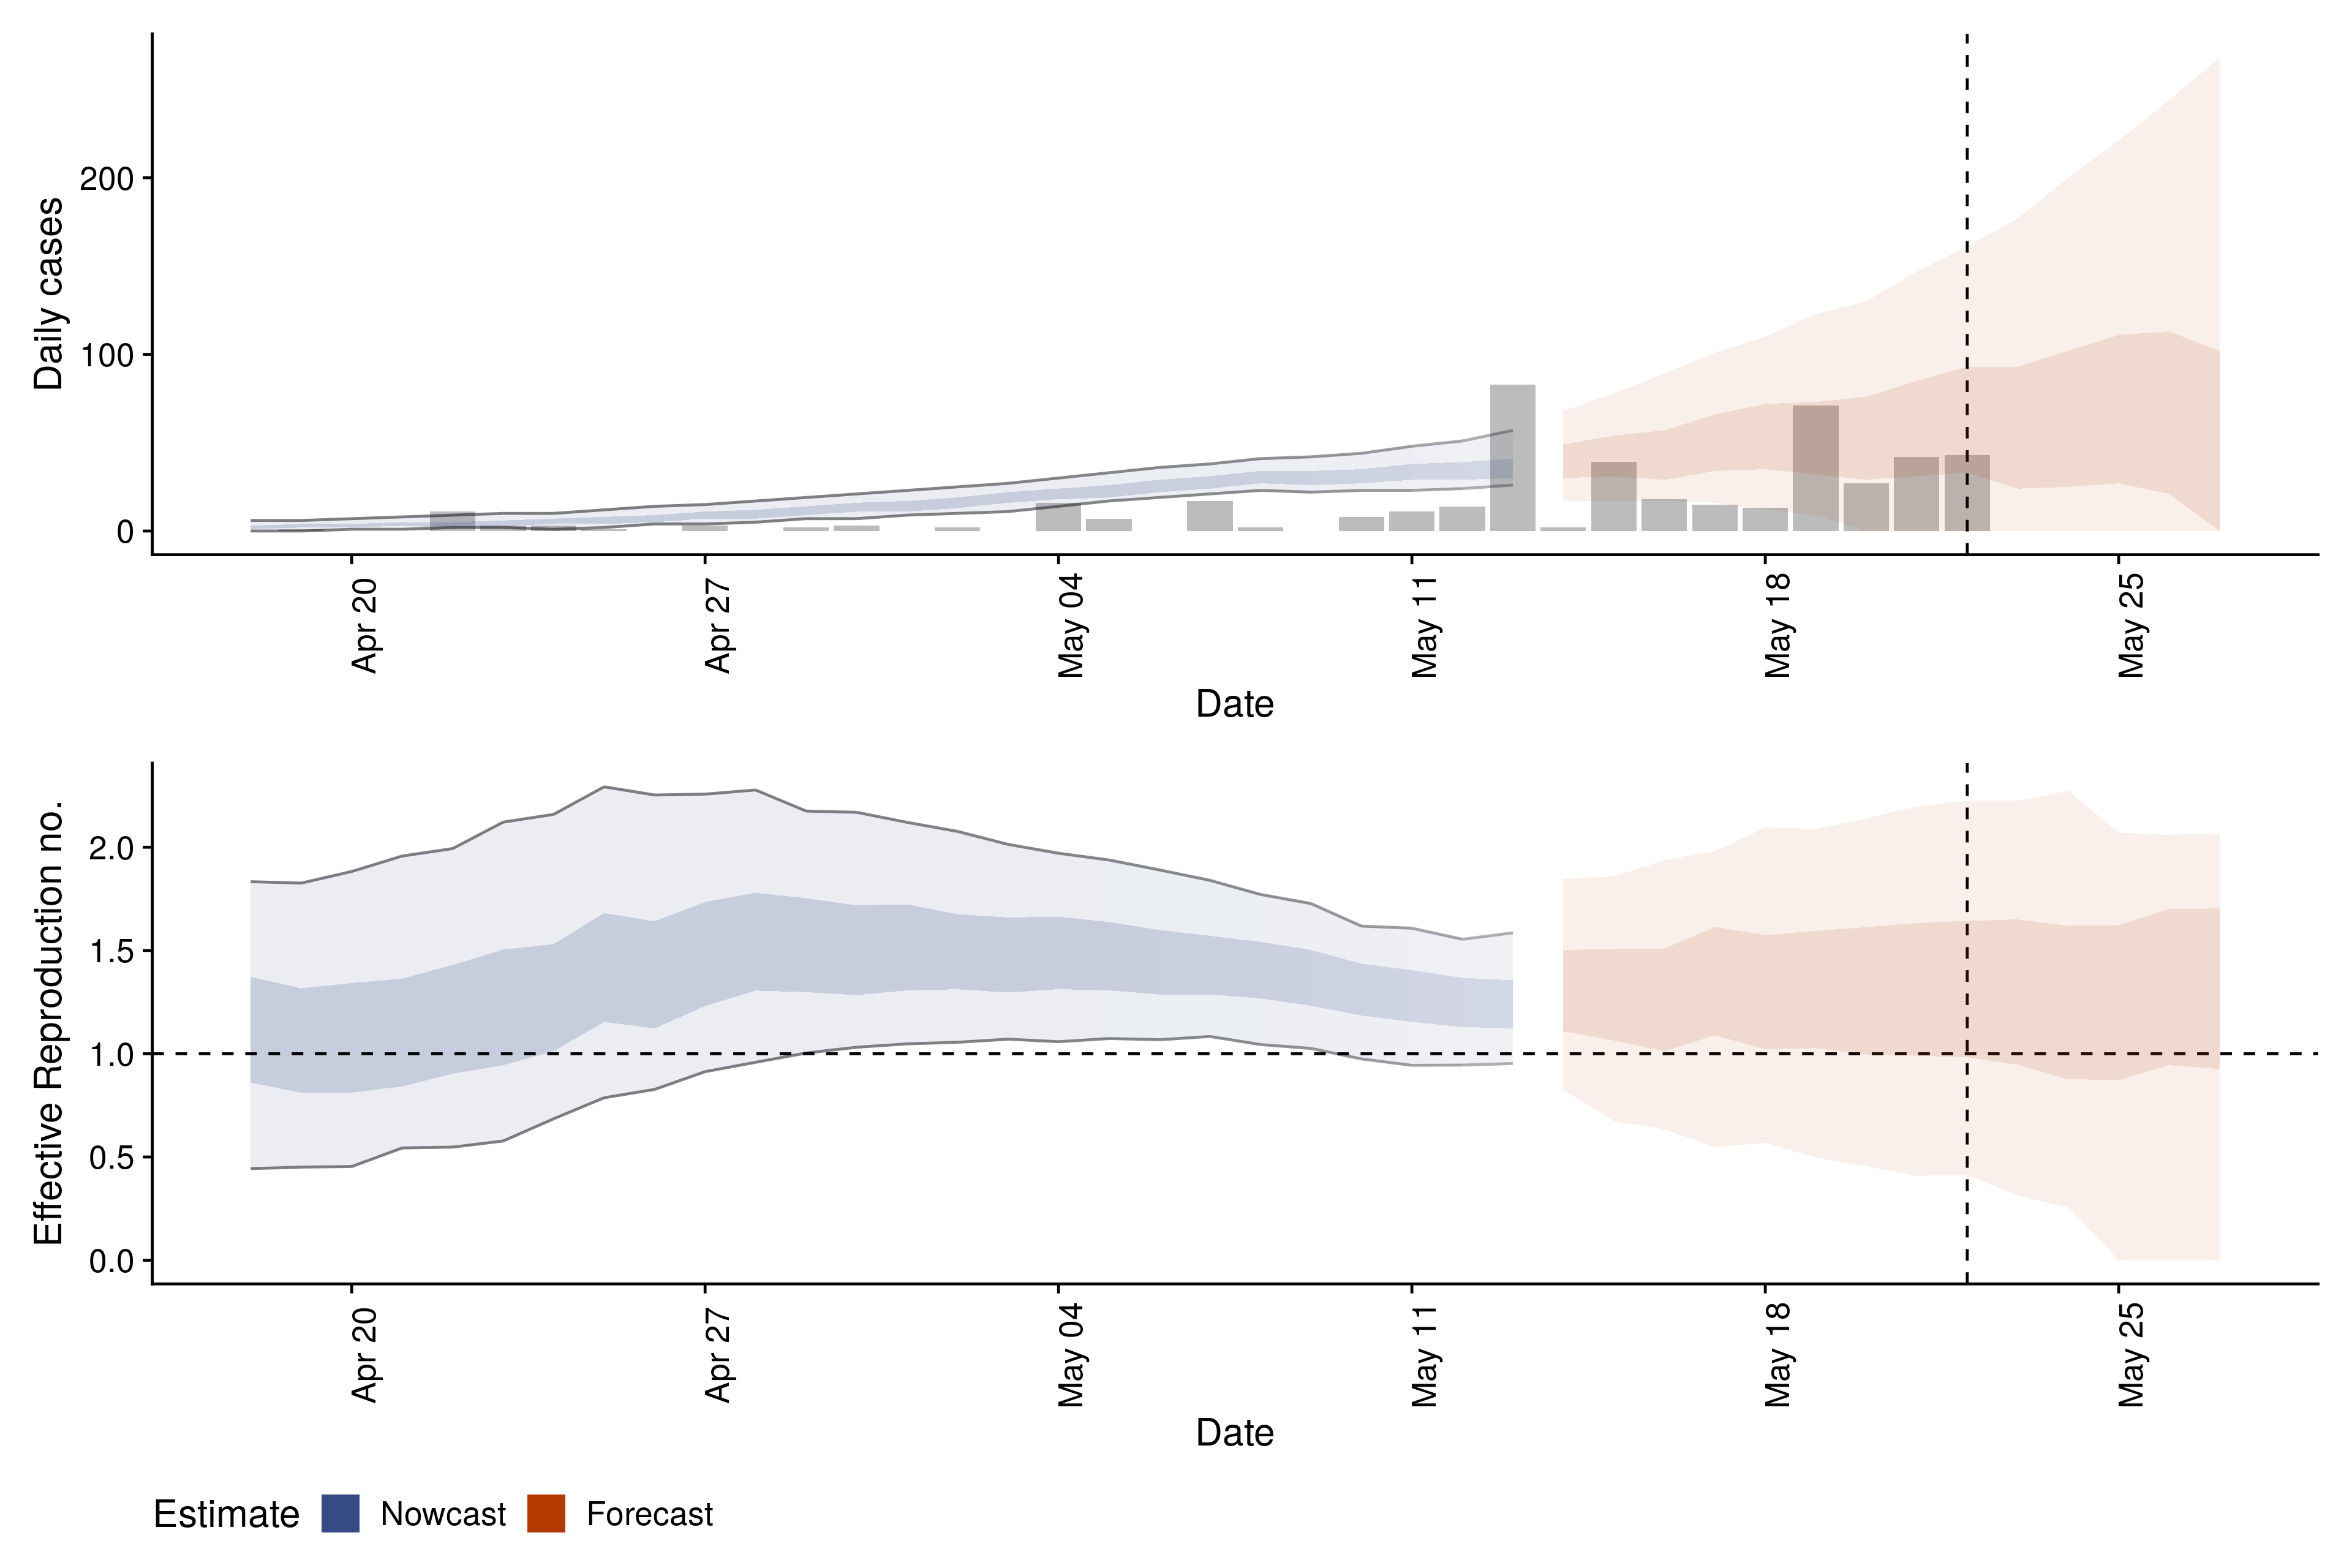 Daily cases
200
100
0
Apr 20
Apr 27
May 04
May 11
May 18
May 25
Date
Effective Reproduction no.
2.0
1.5
1.0
0.5
0.0
Apr 20
Apr 27
May 04
May 11
May 18
May 25
Date
Estimate Nowcast Forecast